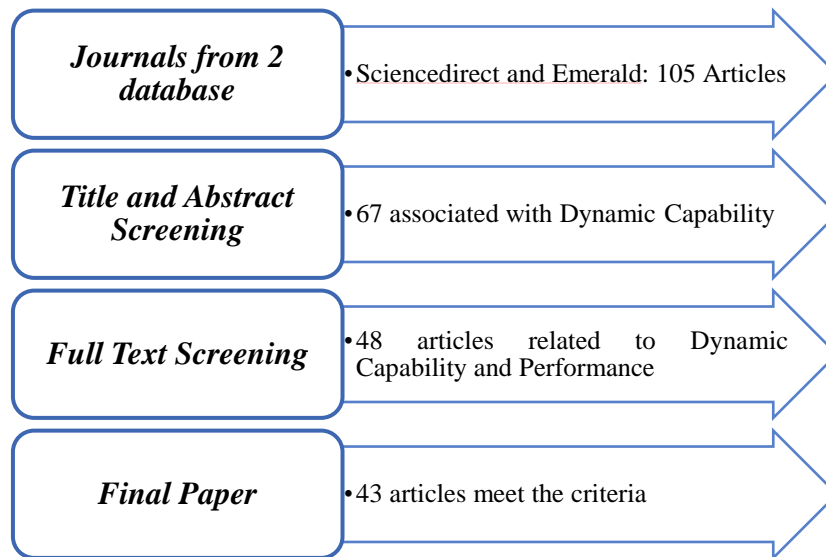 Journals from 2
database
•Sciencedirect and Emerald: 105 Articles
Title and Abstract
Screening
•67 associated with Dynamic Capability
Full Text Screening
•48 articles related to Dynamic
Capability and Performance
Final Paper
•43 articles meet the criteria